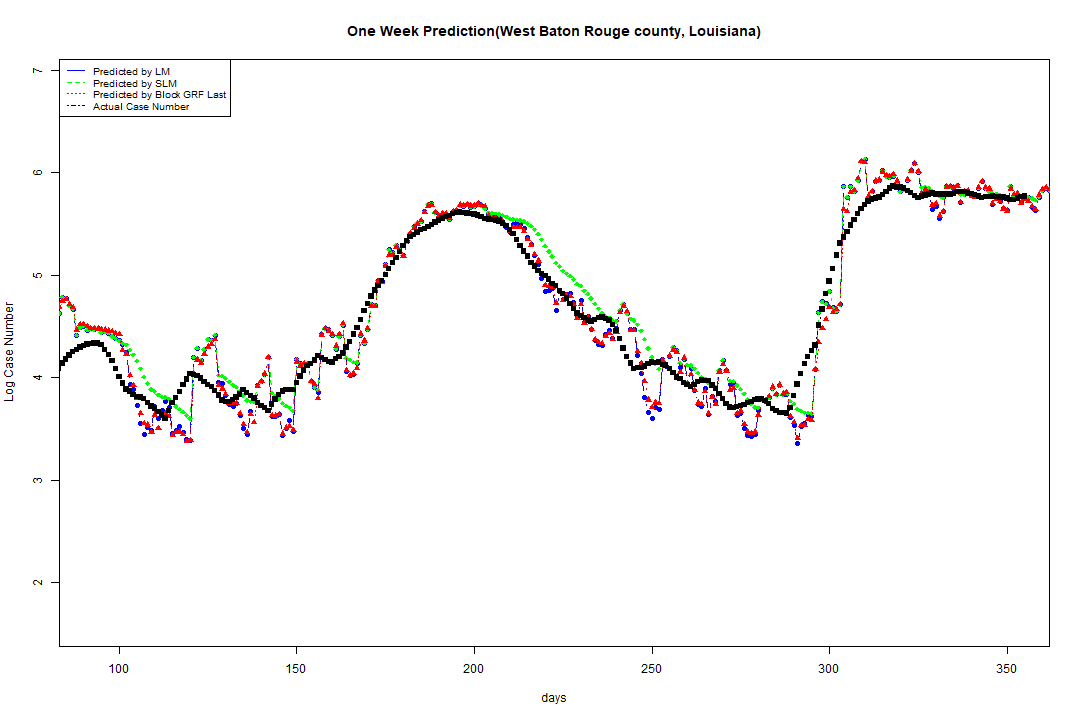 One Week Prediction(West Baton Rouge county, Louisiana)
Predicted by LM
Predicted by SLM
Predicted by Block GRF Last
Actual Case Number
7
6
5
4
3
2
Log Case Number
100 150 200 250 300 350
days